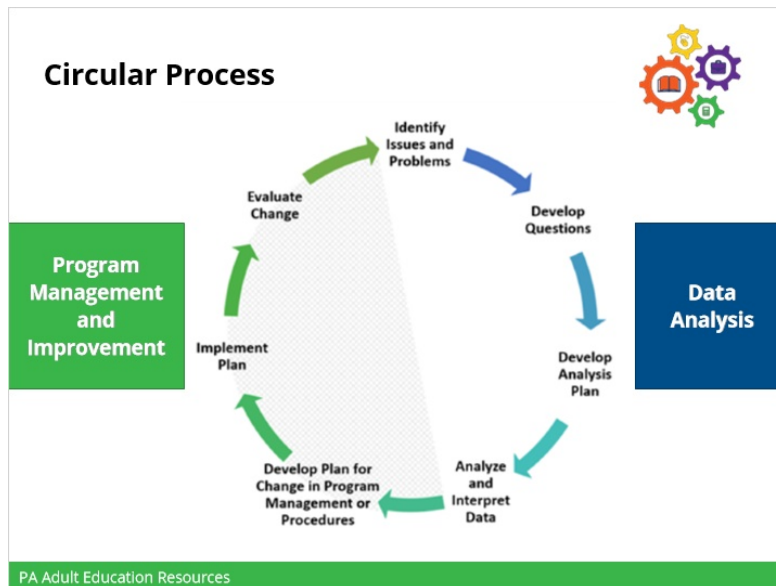 Circular Process
Identify
Issues and
Problems
Develop
Questions
Develop
Analysis
Plan
Analyze
and
Interpret
Data
Develop Plan for
Change in Program
Management or
Procedures
Implement
Plan
Evaluate
Change
Program
Management
and
Improvement
Data
Analysis
PA Adult Education Resources